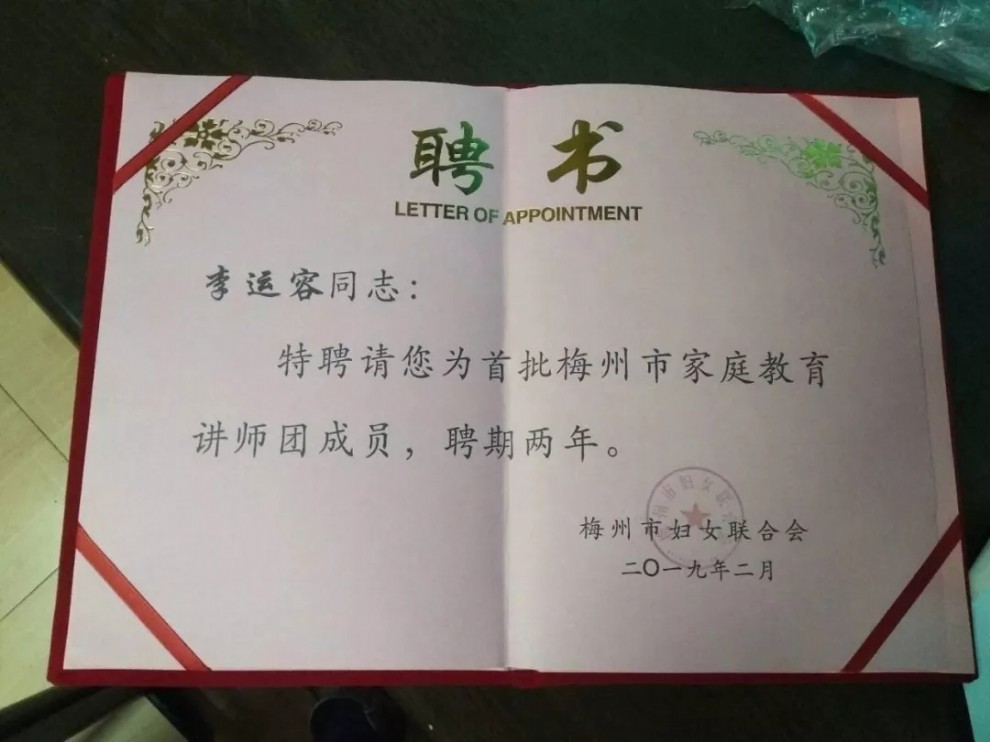 聘书
LETTER OF APPOINTMENT
李运容同志：
特聘请您为首批梅州市家庭教育
讲师团成员，聘期两年。
梅州市妇女联合会
二〇一九年二月